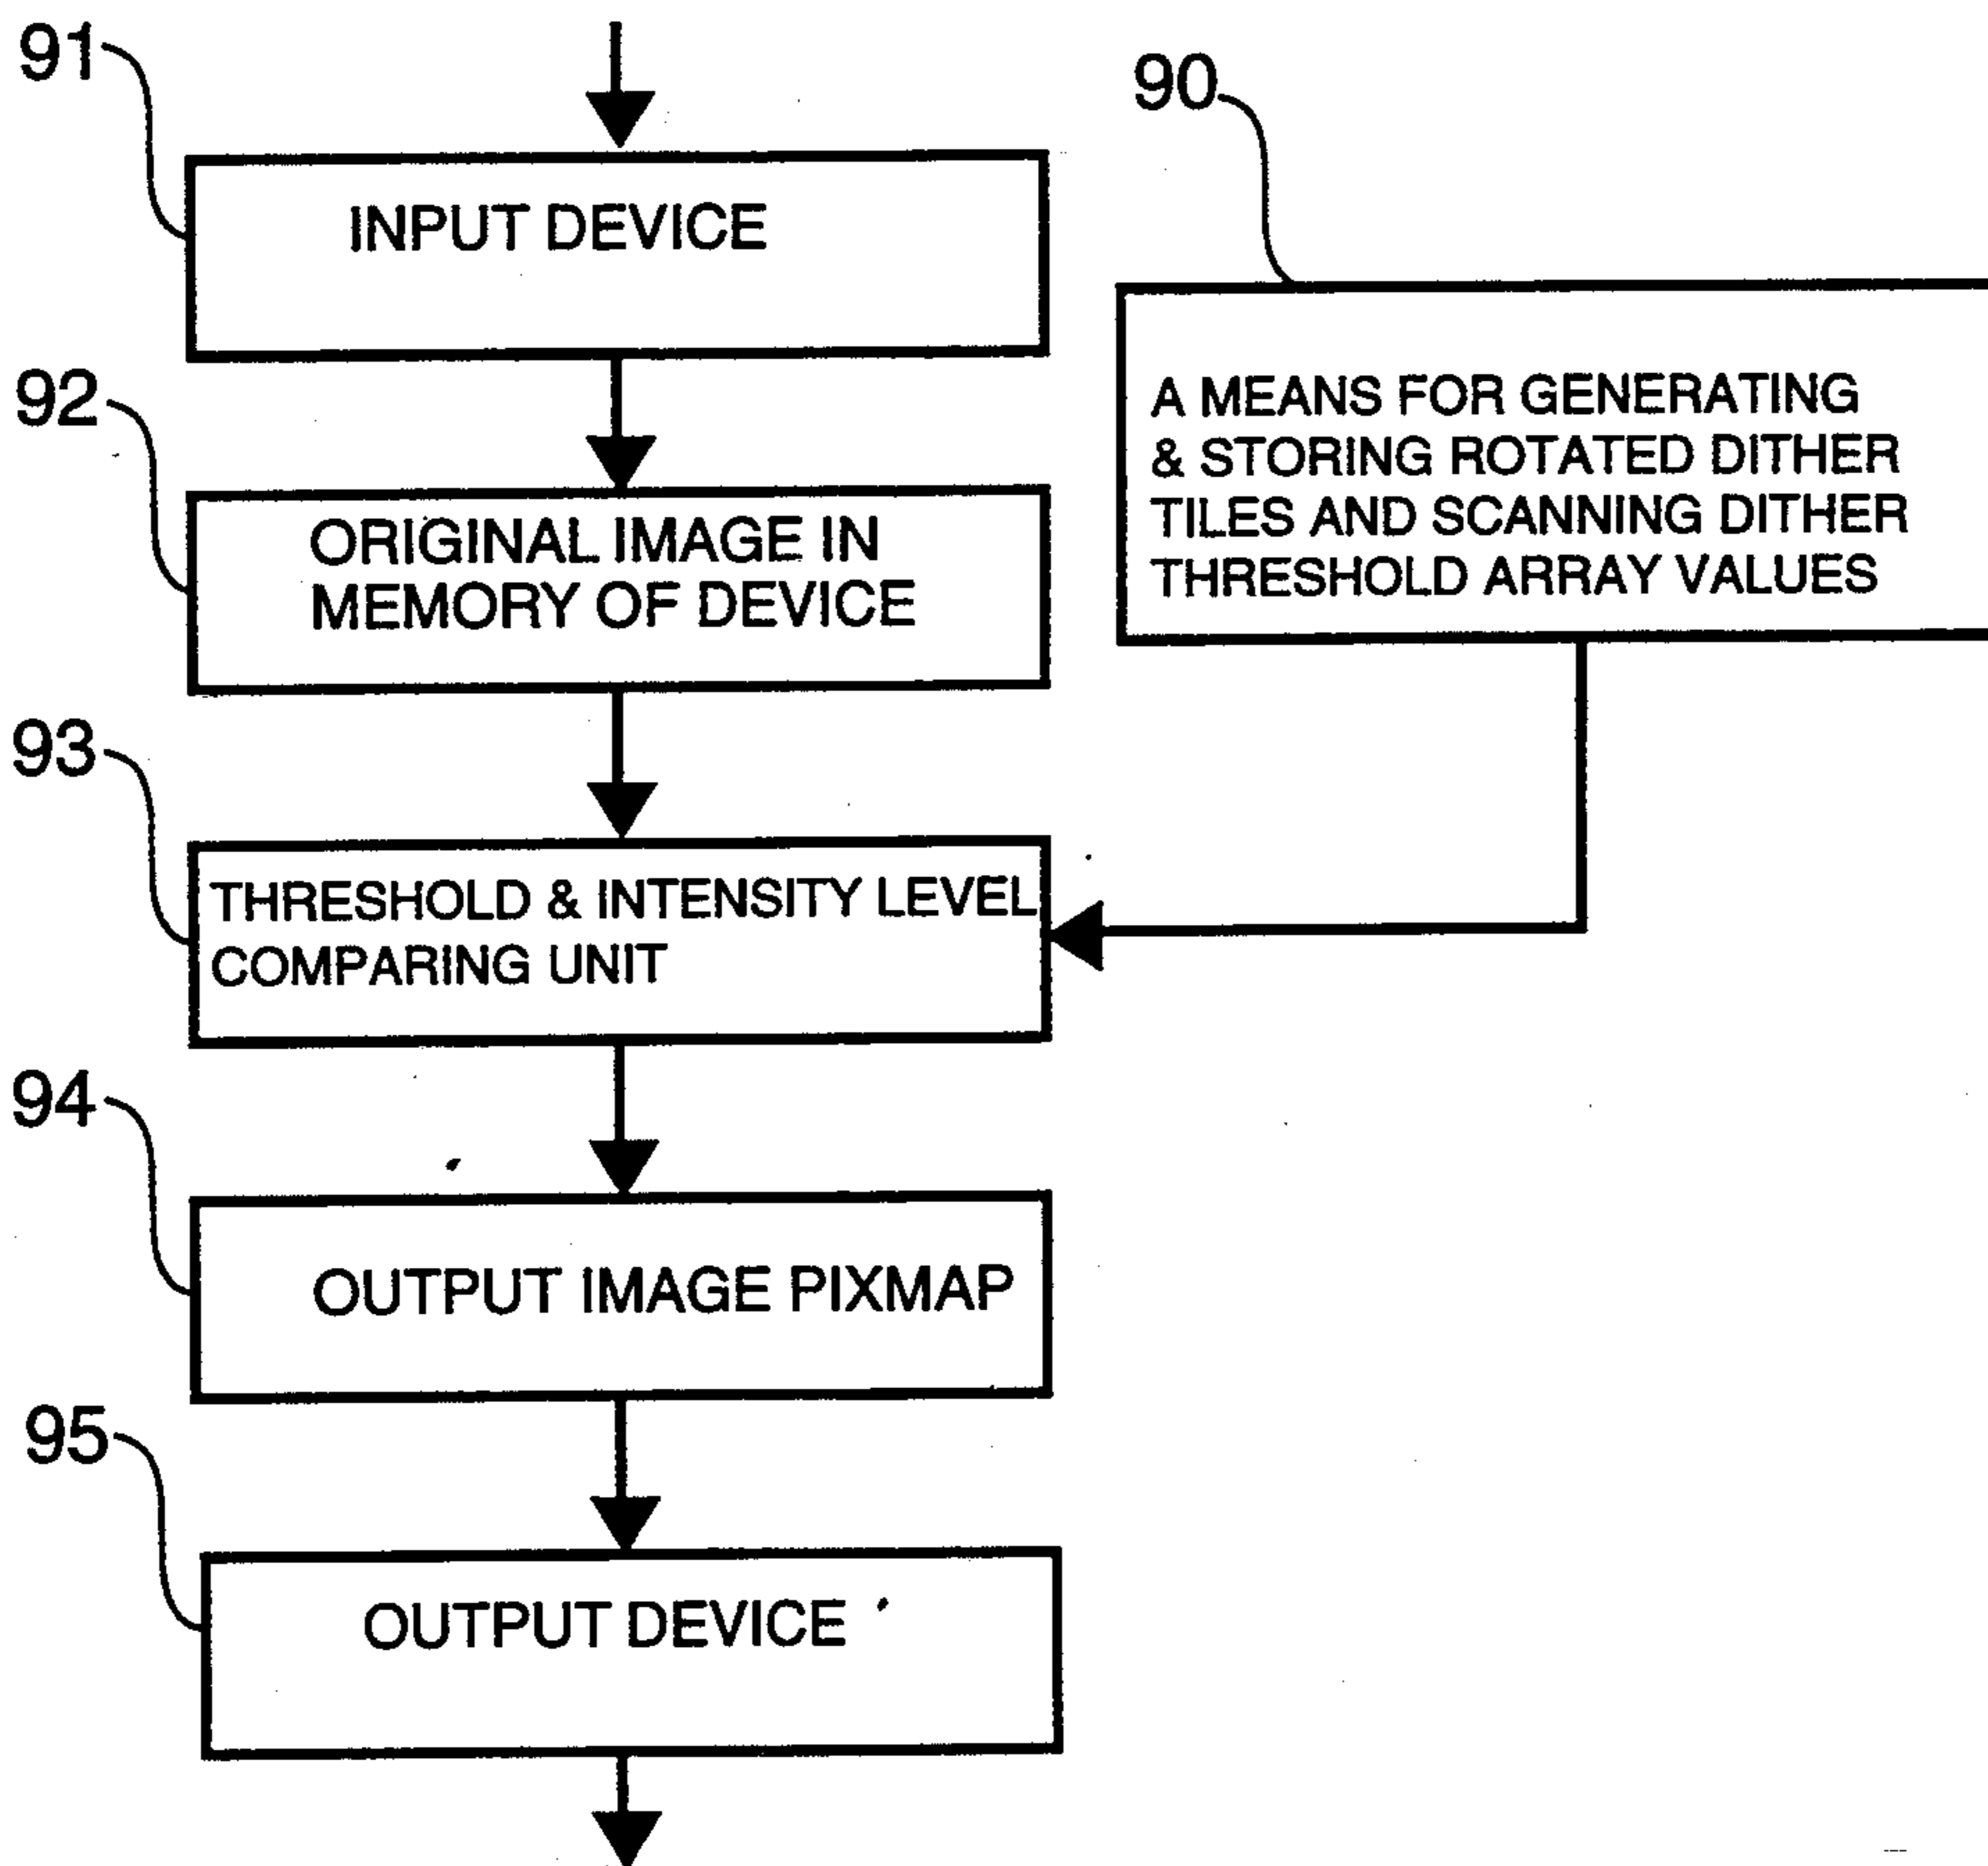 91
INPUT DEVICE
90
A MEANS FOR GENERATING
& STORING ROTATED DITHER
TILES AND SCANNING DITHER
THRESHOLD ARRAY VALUES
92
ORIGINAL IMAGE IN
MEMORY OF DEVICE
93
THRESHOLD & INTENSITY LEVEL
COMPARING UNIT
94
OUTPUT IMAGE PIXMAP
95
OUTPUT DEVICE